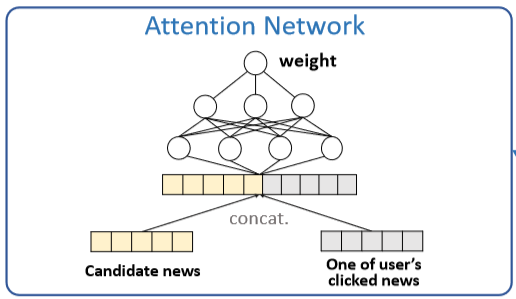 Attention Network
weight
concat.
Candidate news
One of user's
clicked news